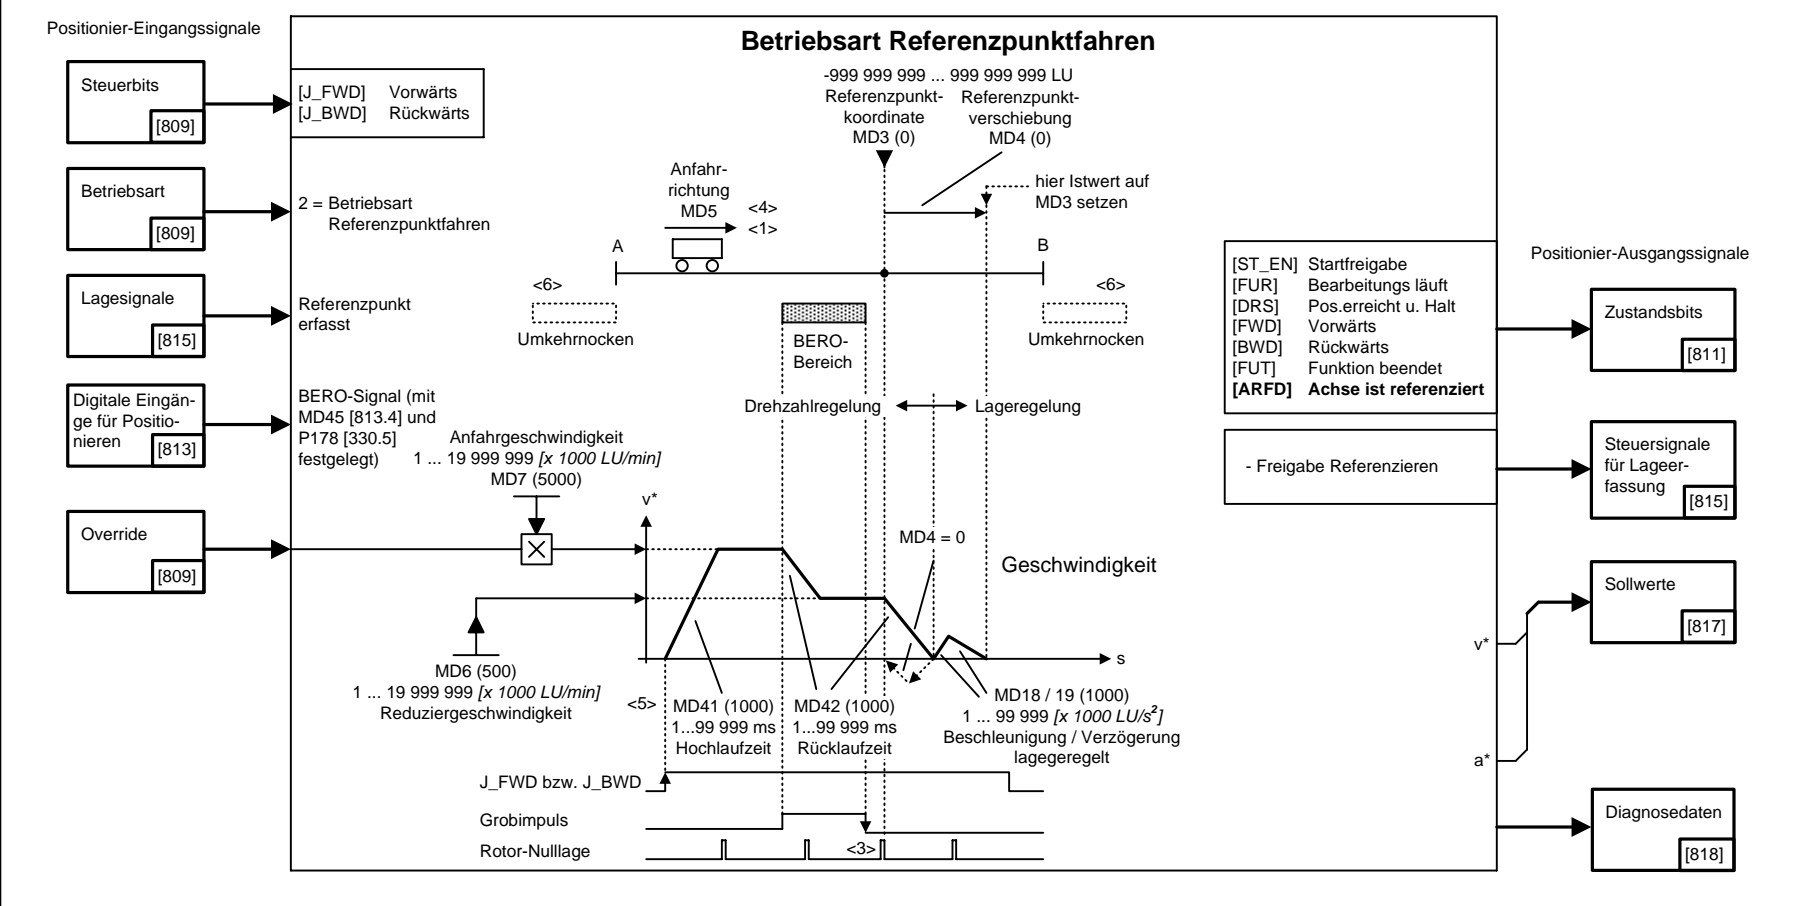 Positionier-Eingangssignale
Steuerbits
[809]
Betriebsart
[809]
Lagesignale
[815]
Digitale Eingän-
ge für Positio-
nieren
[813]
Override
[809]
Betriebsart Referenzpunktfahren
[J_FWD] Vorwärts
[J_BWD] Rückwärts
2 = Betriebsart
Referenzpunktfahren
Referenzpunkt
erfasst
BERO-Signal (mit
MD45 [813.4] und
P178 [330.5]
festgelegt)
-999 999 999 ... 999 999 999 LU
Referenzpunkt-
koordinate
MD3 (0)
Referenzpunkt-
verschiebung
MD4 (0)
Anfahr-
richtung
MD5
<4>
<1>
hier Istwert auf
MD3 setzen
A
B
<6>
<6>
Umkehrnocken
BERO-
Bereich
Umkehrnocken
Drehzahlregelung
Lageregelung
Anfahrgeschwindigkeit
1 ... 19 999 999 [x 1000 LU/min]
MD7 (5000)
v*
MD4 = 0
Geschwindigkeit
s
MD6 (500)
1 ... 19 999 999 [x 1000 LU/min]
Reduziergeschwindigkeit
<5>
MD41 (1000)
1...99 999 ms
Hochlaufzeit
MD42 (1000)
1...99 999 ms
Rücklaufzeit
MD18 / 19 (1000)
1 ... 99 999 [x 1000 LU/s²]
Beschleunigung / Verzögerung
lagegeregelt
J_FWD bzw. J_BWD
Grobimpuls
Rotor-Nulllage
<3>
[ST_EN] Startfreigabe
[FUR] Bearbeitungs läuft
[DRS] Pos.erreicht u. Halt
[FWD] Vorwärts
[BWD] Rückwärts
[FUT] Funktion beendet
[ARFD] Achse ist referenziert
- Freigabe Referenzieren
v*
a*
Positionier-Ausgangssignale
Zustandsbits
[811]
Steuersignale
für Lageer-
fassung
[815]
Sollwerte
[817]
Diagnosedaten
[818]